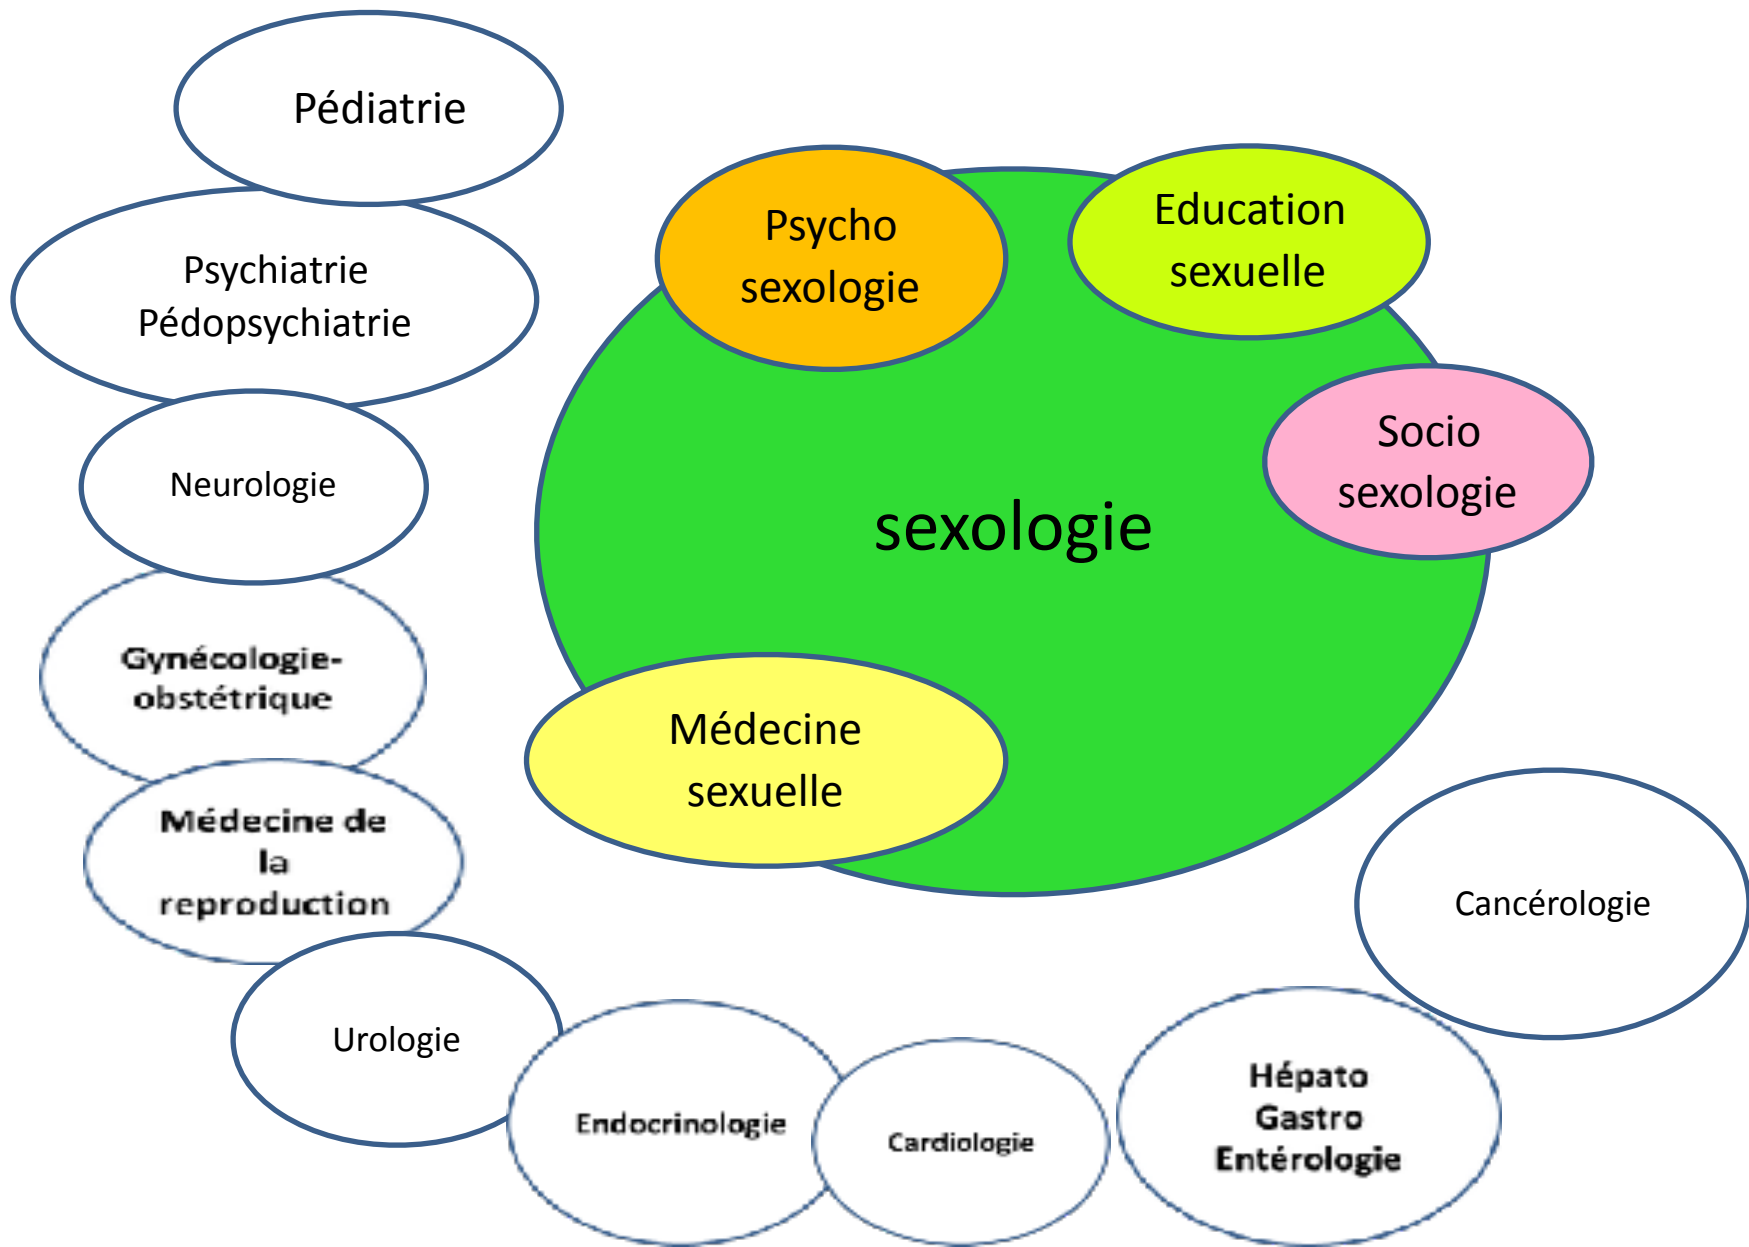 Pédiatrie
Psychiatrie
Pédopsychiatrie
Neurologie
Gynécologie-
obstétrique
Médecine de
la
reproduction
Urologie
Endocrinologie
Cardiologie
Hépato
Gastro
Entérologie
Cancérologie
Psycho
sexologie
Education
sexuelle
Socio
sexologie
sexologie
Médecine
sexuelle